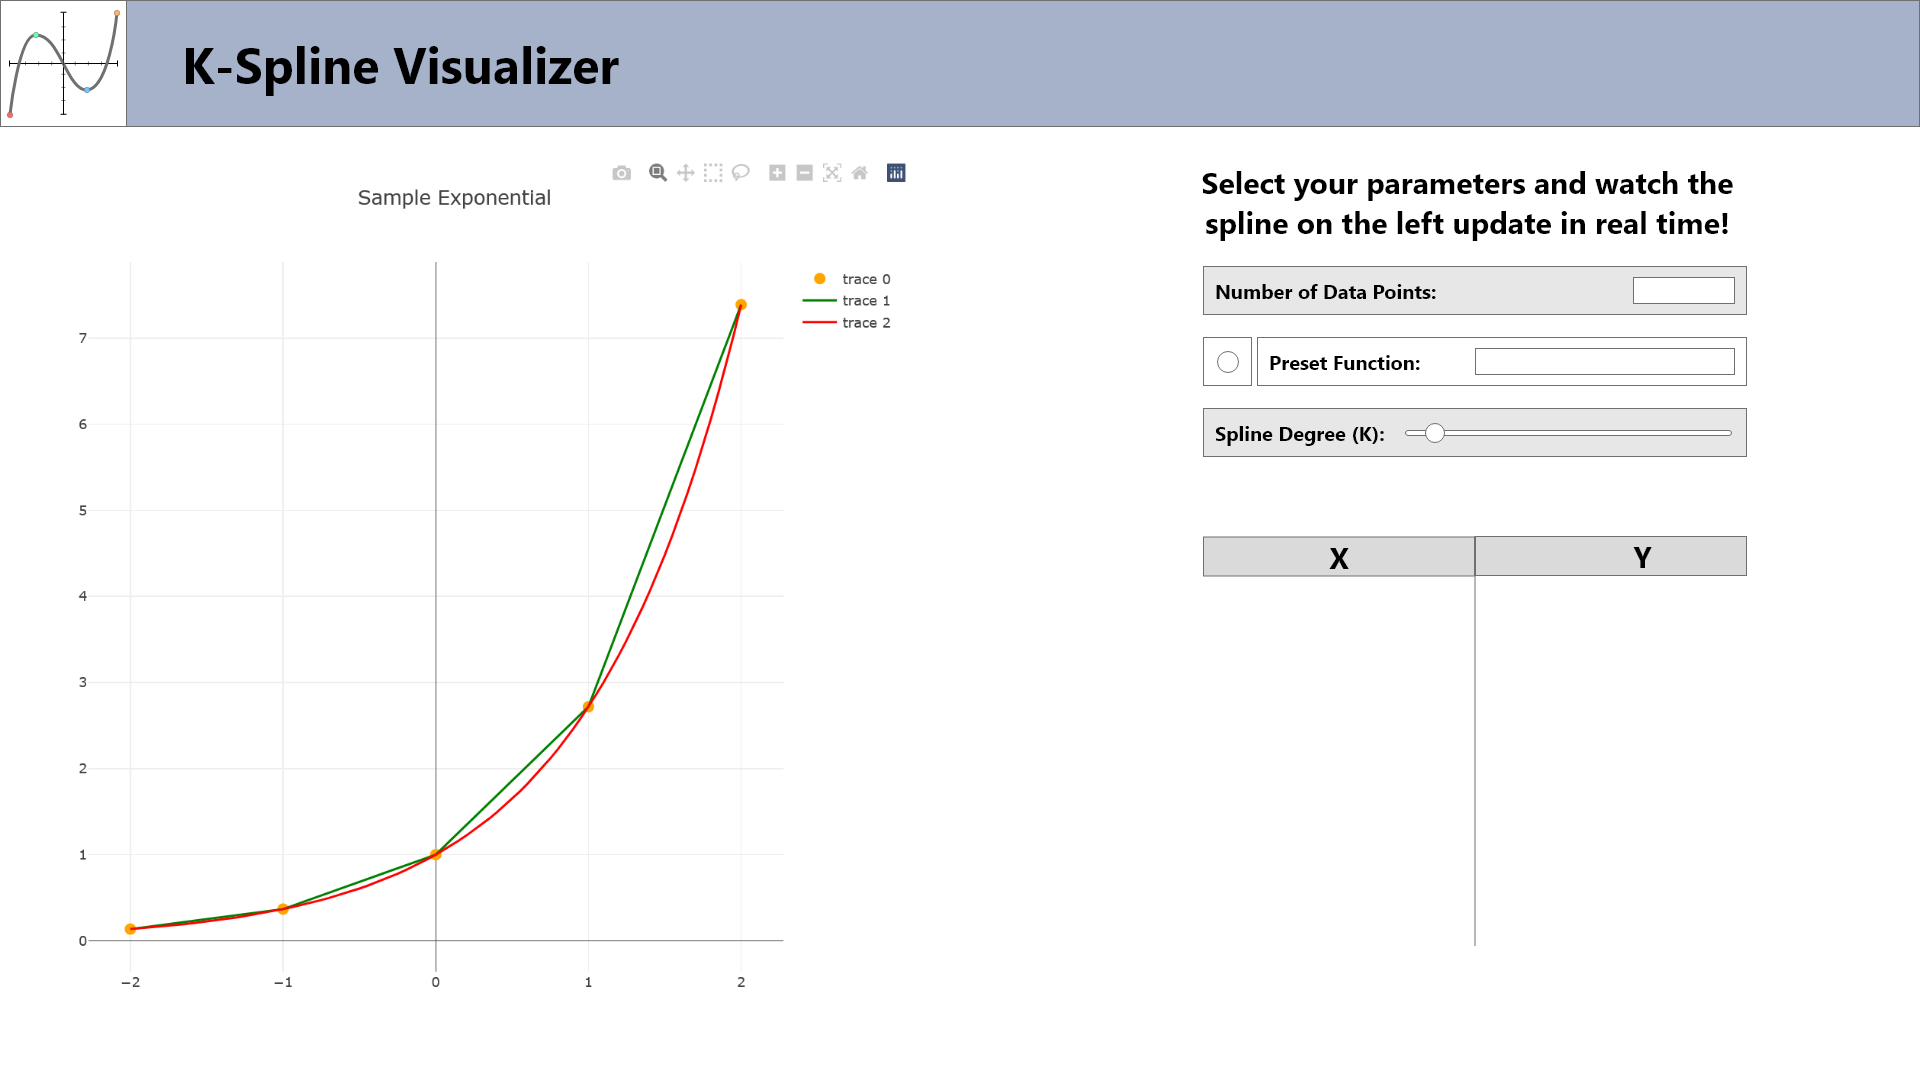 K-Spline Visualizer
Sample Exponential
trace 0
trace 1
trace 2
7
6
5
4
3
2
1
0
−2
−1
0
1
2
Select your parameters and watch the
spline on the left update in real time!
Number of Data Points:
Preset Function:
Spline Degree (K):
X
Y